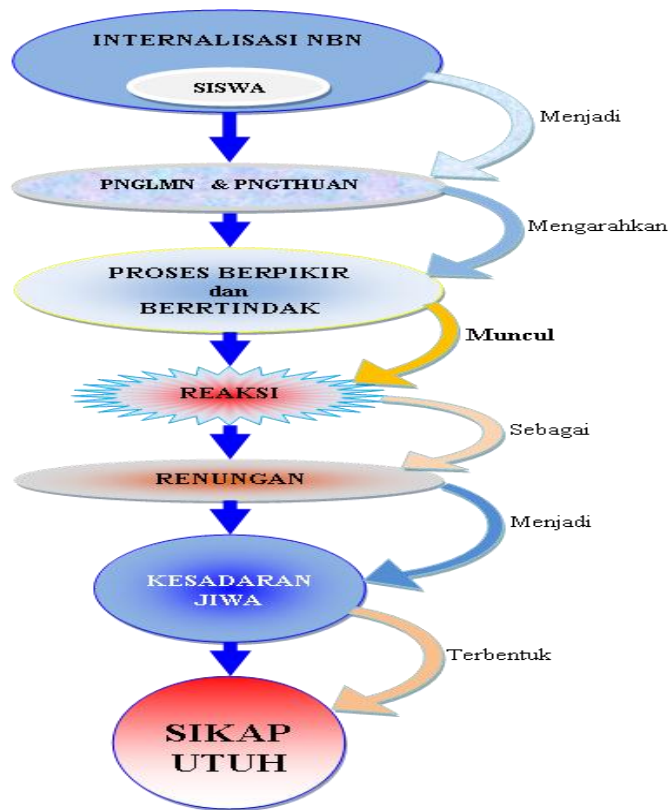 INTERNALISASI NBN
SISWA
Menjadi
PNGLMN & PNGTHUAN
Mengarahkan
PROSES BERPIKIR
dan
BERRTINDAK
Muncul
REAKSI
Sebagai
RENUNGAN
Menjadi
KESADARAN
JIWA
Terbentuk
SIKAP
UTUH